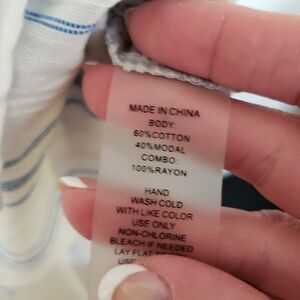 MADE IN CHINA
BODY:
60%COTTON
40%MODAL
COMBO:
100%RAYON
HAND
WASH COLD
WITH LIKE COLOR
USE ONLY
NON-CHLORINE
BLEACH IF NEEDED
LAY FLAT TO